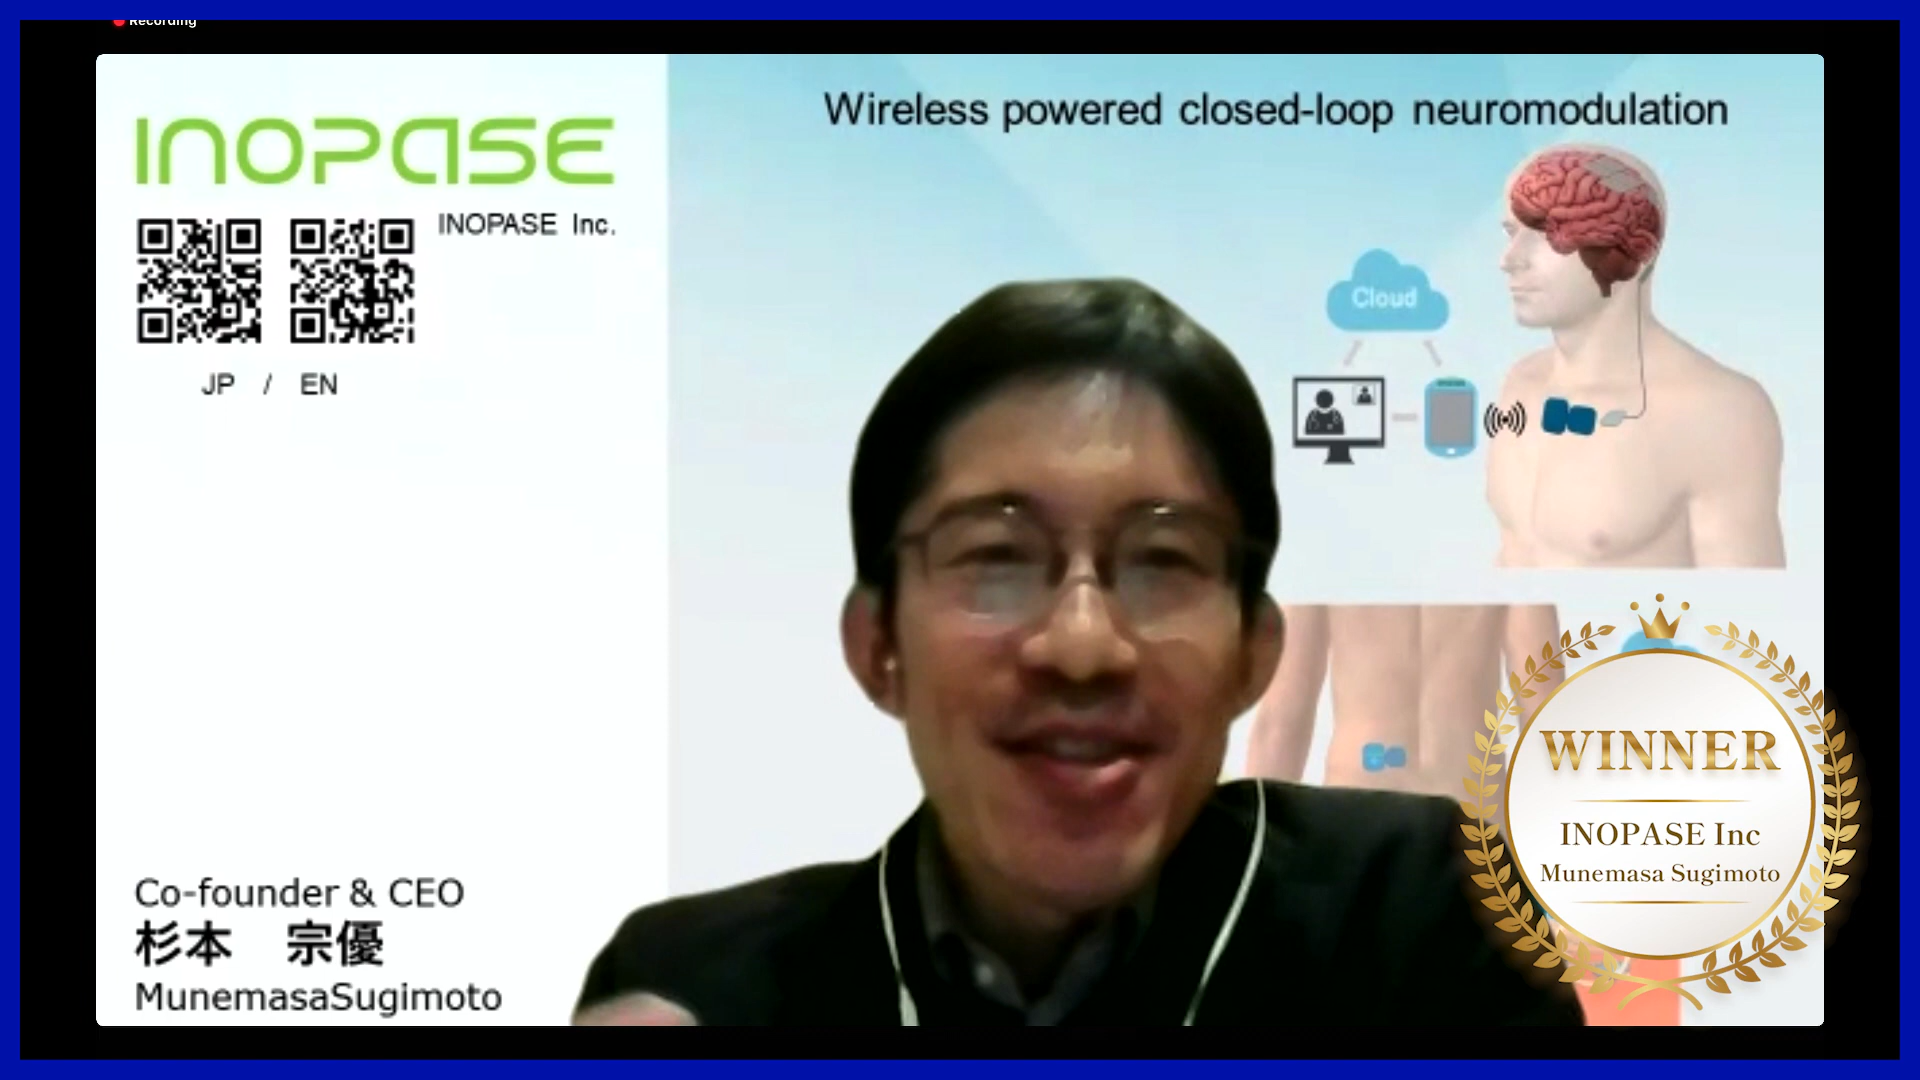 Recording
INOPASE
INOPASE Inc.
JP / EN
Wireless powered closed-loop neuromodulation
Cloud
Co-founder & CEO
杉本 宗優
MunemasaSugimoto
WINNER
INOPASE Inc
Munemasa Sugimoto